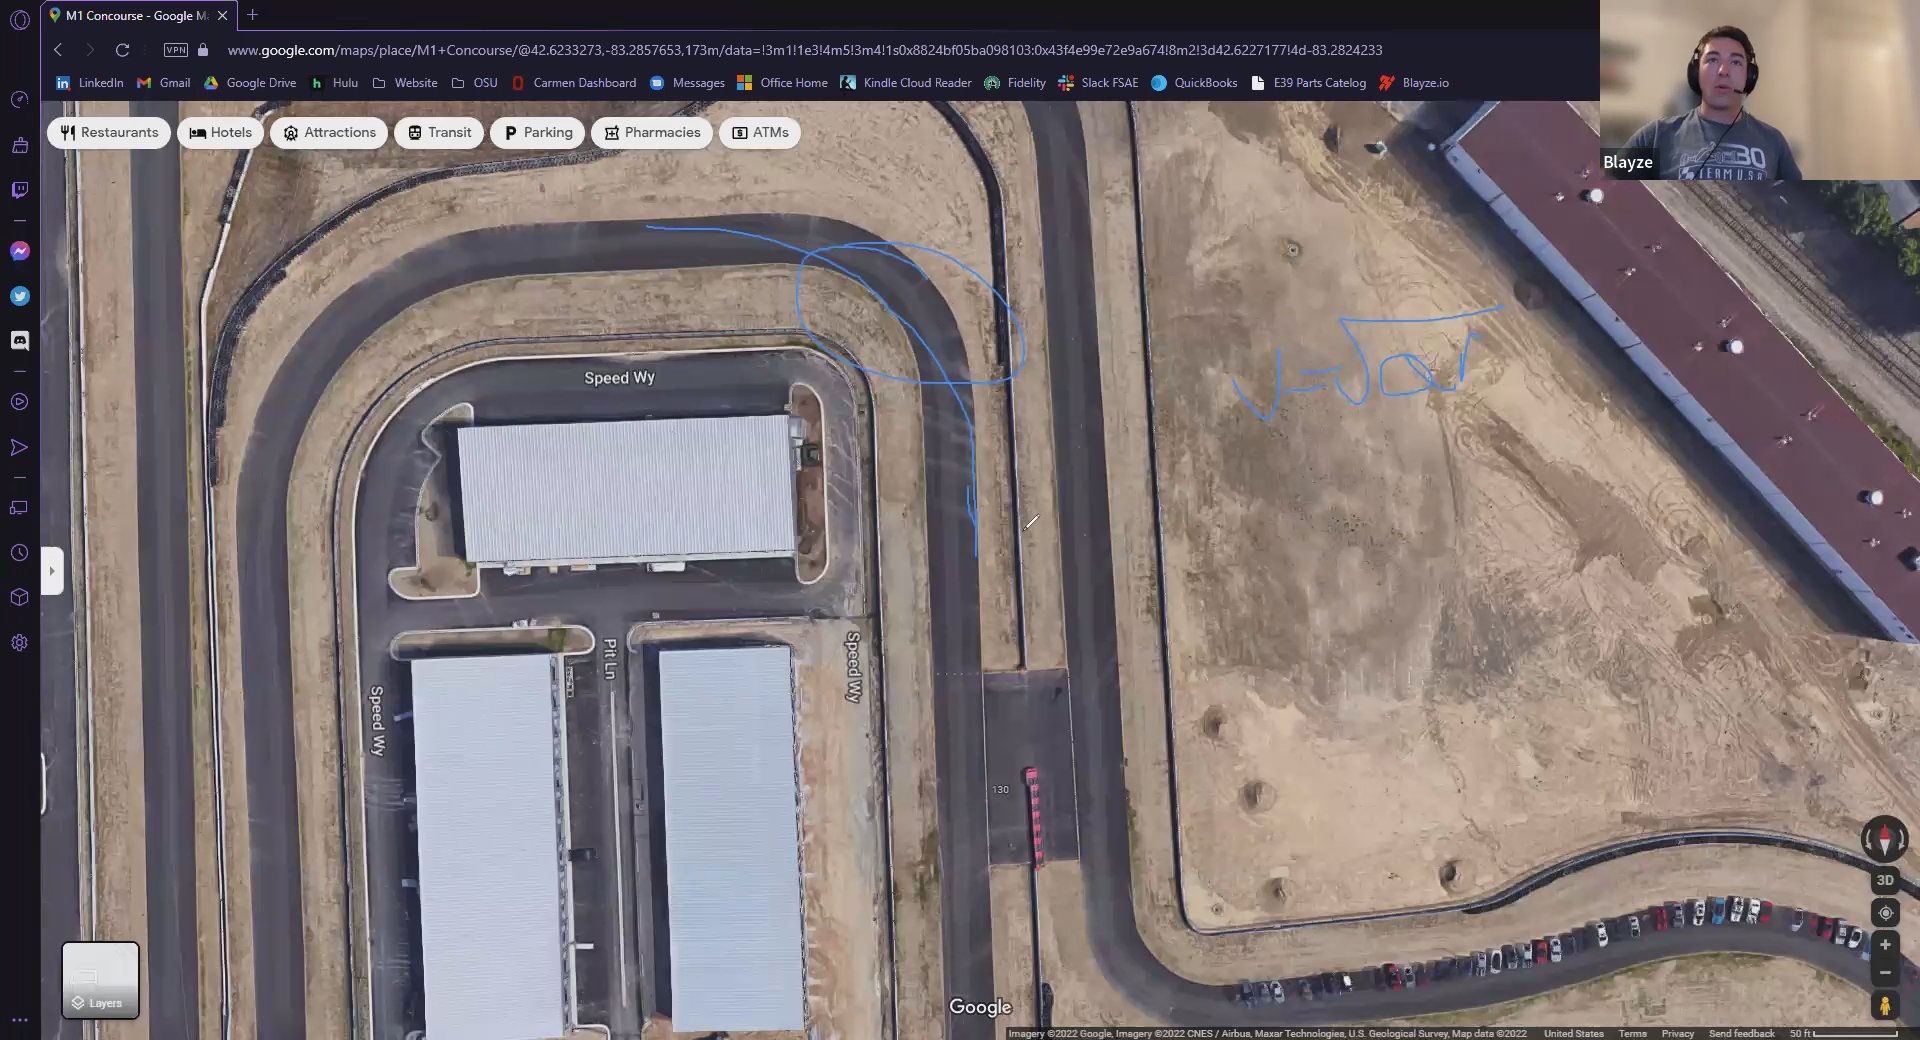 M1 Concourse - Google M
VPN
www.google.com/maps/place/M1+Concourse/@42.6233273,-83.2857653,173m/data=!3m1!1e3!4m5!3m4!1s0x8824bf05ba098103:0x43f4e99e72e9a674!8m2!3d42.6227177!4d-83.2824233
LinkedIn Gmail Google Drive Hulu Website OSU Carmen Dashboard Messages Office Home Kindle Cloud Reader Fidelity Slack FSAE QuickBooks E39 Parts Catelog Blayze.io
Restaurants Hotels Attractions Transit Parking Pharmacies ATMs
30
TEAM U.S.A
Blayze
V=√ar
Speed Wy
Pit Ln
Speed Wy
Speed Wy
130
3D
Layers
Google
Imagery ©2022 Google, Imagery ©2022 CNES / Airbus, Maxar Technologies, U.S. Geological Survey, Map data ©2022 United States Terms Privacy Send feedback 50 ft